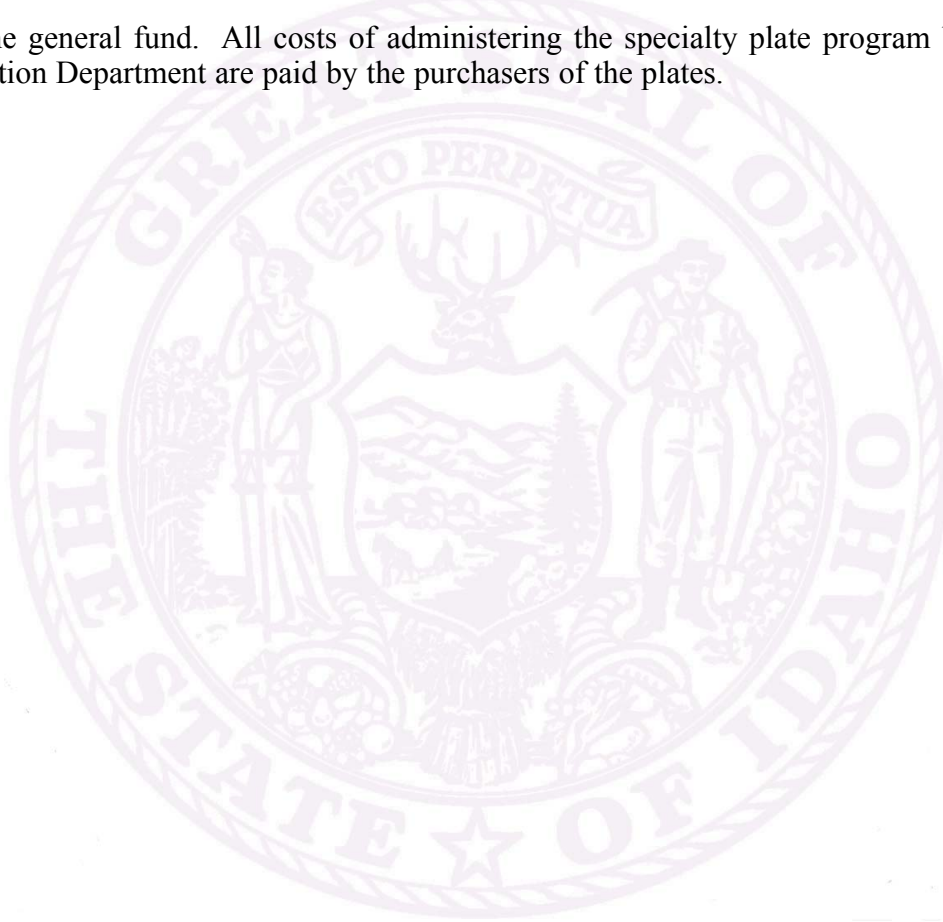 he general fund. All costs of administering the specialty plate program
tion Department are paid by the purchasers of the plates.
GREAT SEAL OF
ESTO PERPETUA
THE STATE OF IDAHO